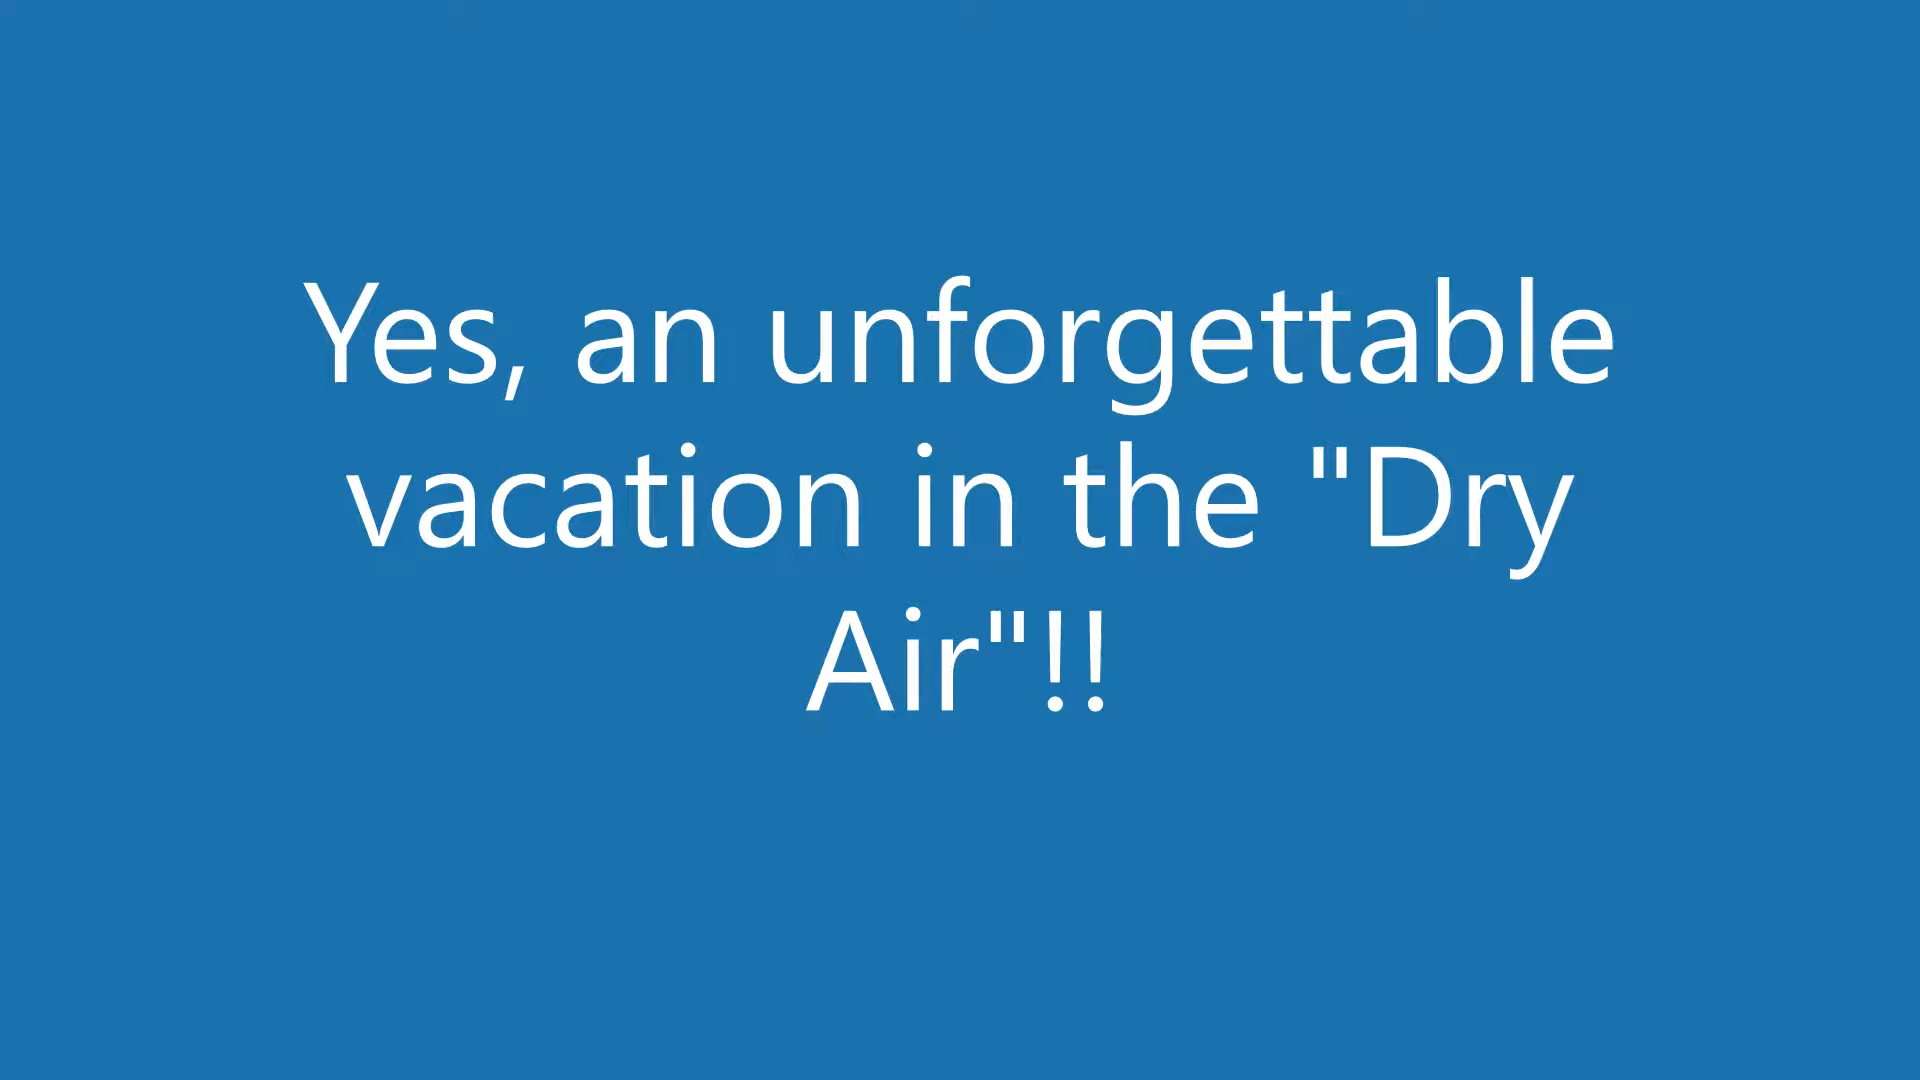 Yes, an unforgettable
vacation in the "Dry
Air"!!